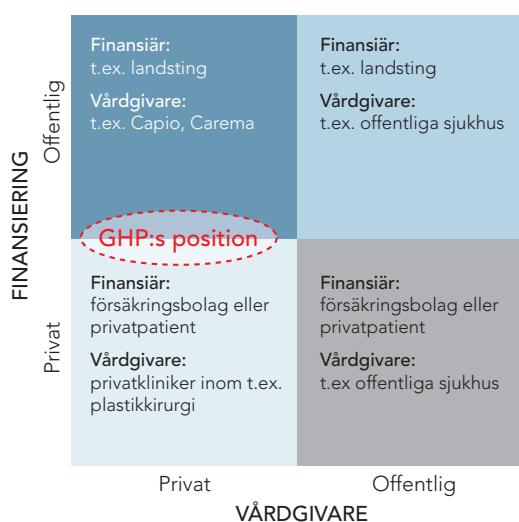 Finansiär:
t.ex. landsting
Vårdgivare:
t.ex. Capio, Carema
Finansiär:
t.ex. landsting
Vårdgivare:
t.ex. offentliga sjukhus
GHP:s position
Finansiär:
försäkringsbolag eller
privatpatient
Vårdgivare:
privatkliniker inom t.ex.
plastikkirurgi
Finansiär:
försäkringsbolag eller
privatpatient
Vårdgivare:
t.ex offentliga sjukhus
FINANSIERING
Offentlig
Privat
Privat
Offentlig
VÅRDGIVARE